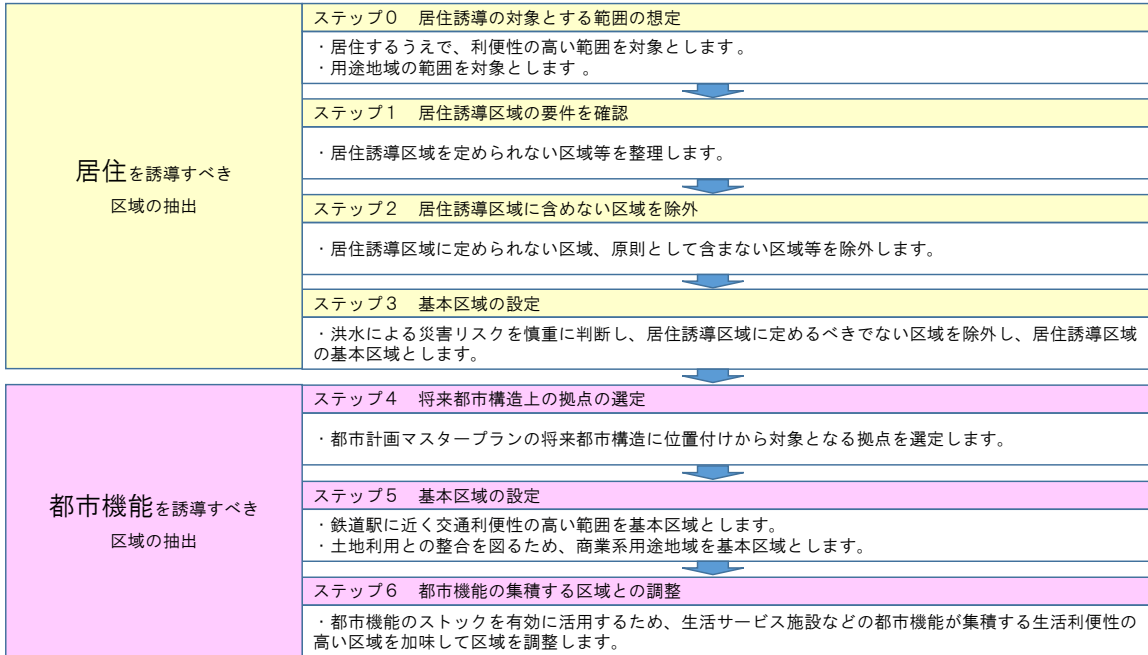 居住を誘導すべき
区域の抽出
ステップ０　居住誘導の対象とする範囲の想定
・居住するうえで、利便性の高い範囲を対象とします。
・用途地域の範囲を対象とします 。
ステップ１　居住誘導区域の要件を確認
・居住誘導区域を定められない区域等を整理します。
ステップ２　居住誘導区域に含めない区域を除外
・居住誘導区域に定められない区域、原則として含まない区域等を除外します。
ステップ３　基本区域の設定
・洪水による災害リスクを慎重に判断し、居住誘導区域に定めるべきでない区域を除外し、居住誘導区域
の基本区域とします。
都市機能を誘導すべき
区域の抽出
ステップ４　将来都市構造上の拠点の選定
・都市計画マスタープランの将来都市構造に位置付けから対象となる拠点を選定します。
ステップ５　基本区域の設定
・鉄道駅に近く交通利便性の高い範囲を基本区域とします。
・土地利用との整合を図るため、商業系用途地域を基本区域とします。
ステップ６　都市機能の集積する区域との調整
・都市機能のストックを有効に活用するため、生活サービス施設などの都市機能が集積する生活利便性の
高い区域を加味して区域を調整します。